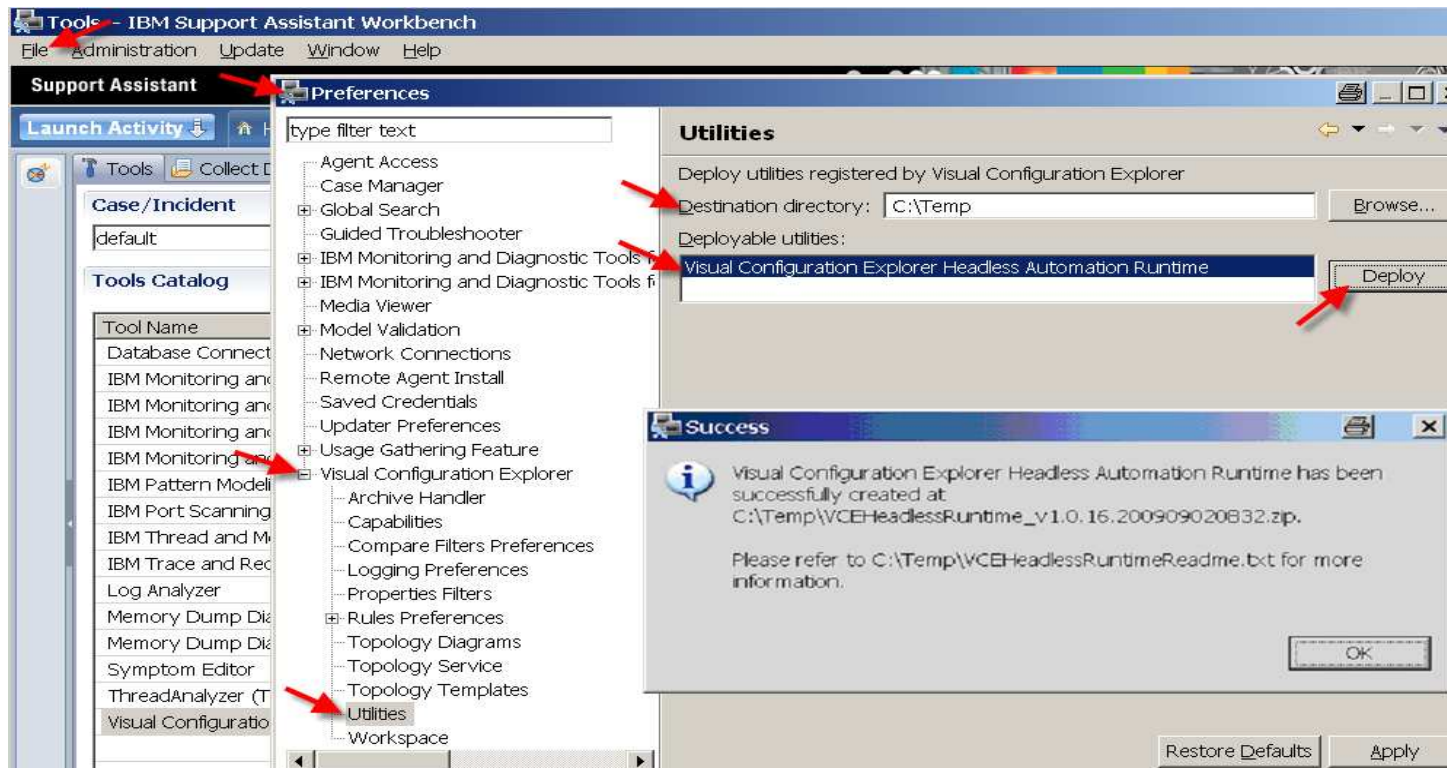 Tools - IBM Support Assistant Workbench
File Administration Update Window Help
Support Assistant
Launch Activity
Tools Collect D
Case/Incident
default
Tools Catalog
Tool Name
Database Connect
IBM Monitoring an
IBM Monitoring an
IBM Monitoring an
IBM Monitoring and
IBM Pattern Modeli
IBM Port Scanning
IBM Thread and M
IBM Trace and Rec
Log Analyzer
Memory Dump Dia
Memory Dump Dia
Symptom Editor
ThreadAnalyzer (T
Visual Configuratio
Preferences
type filter text
Agent Access
Case Manager
Global Search
Guided Troubleshooter
IBM Monitoring and Diagnostic Tools f
IBM Monitoring and Diagnostic Tools f
Media Viewer
Model Validation
Network Connections
Remote Agent Install
Saved Credentials
Updater Preferences
Usage Gathering Feature
Visual Configuration Explorer
Archive Handler
Capabilities
Compare Filters Preferences
Logging Preferences
Properties Filters
Rules Preferences
Topology Diagrams
Topology Service
Topology Templates
Utilities
Workspace
Utilities
Deploy utilities registered by Visual Configuration Explorer
Destination directory: C:\Temp Browse...
Deployable utilities:
Visual Configuration Explorer Headless Automation Runtime
Deploy
Success
Visual Configuration Explorer Headless Automation Runtime has been
successfully created at
C:\Temp\VCEHeadlessRuntime_v1.0.16.200909020832.zip.
Please refer to C:\Temp\VCEHeadlessRuntimeReadme.txt for more
information.
OK
Restore Defaults Apply